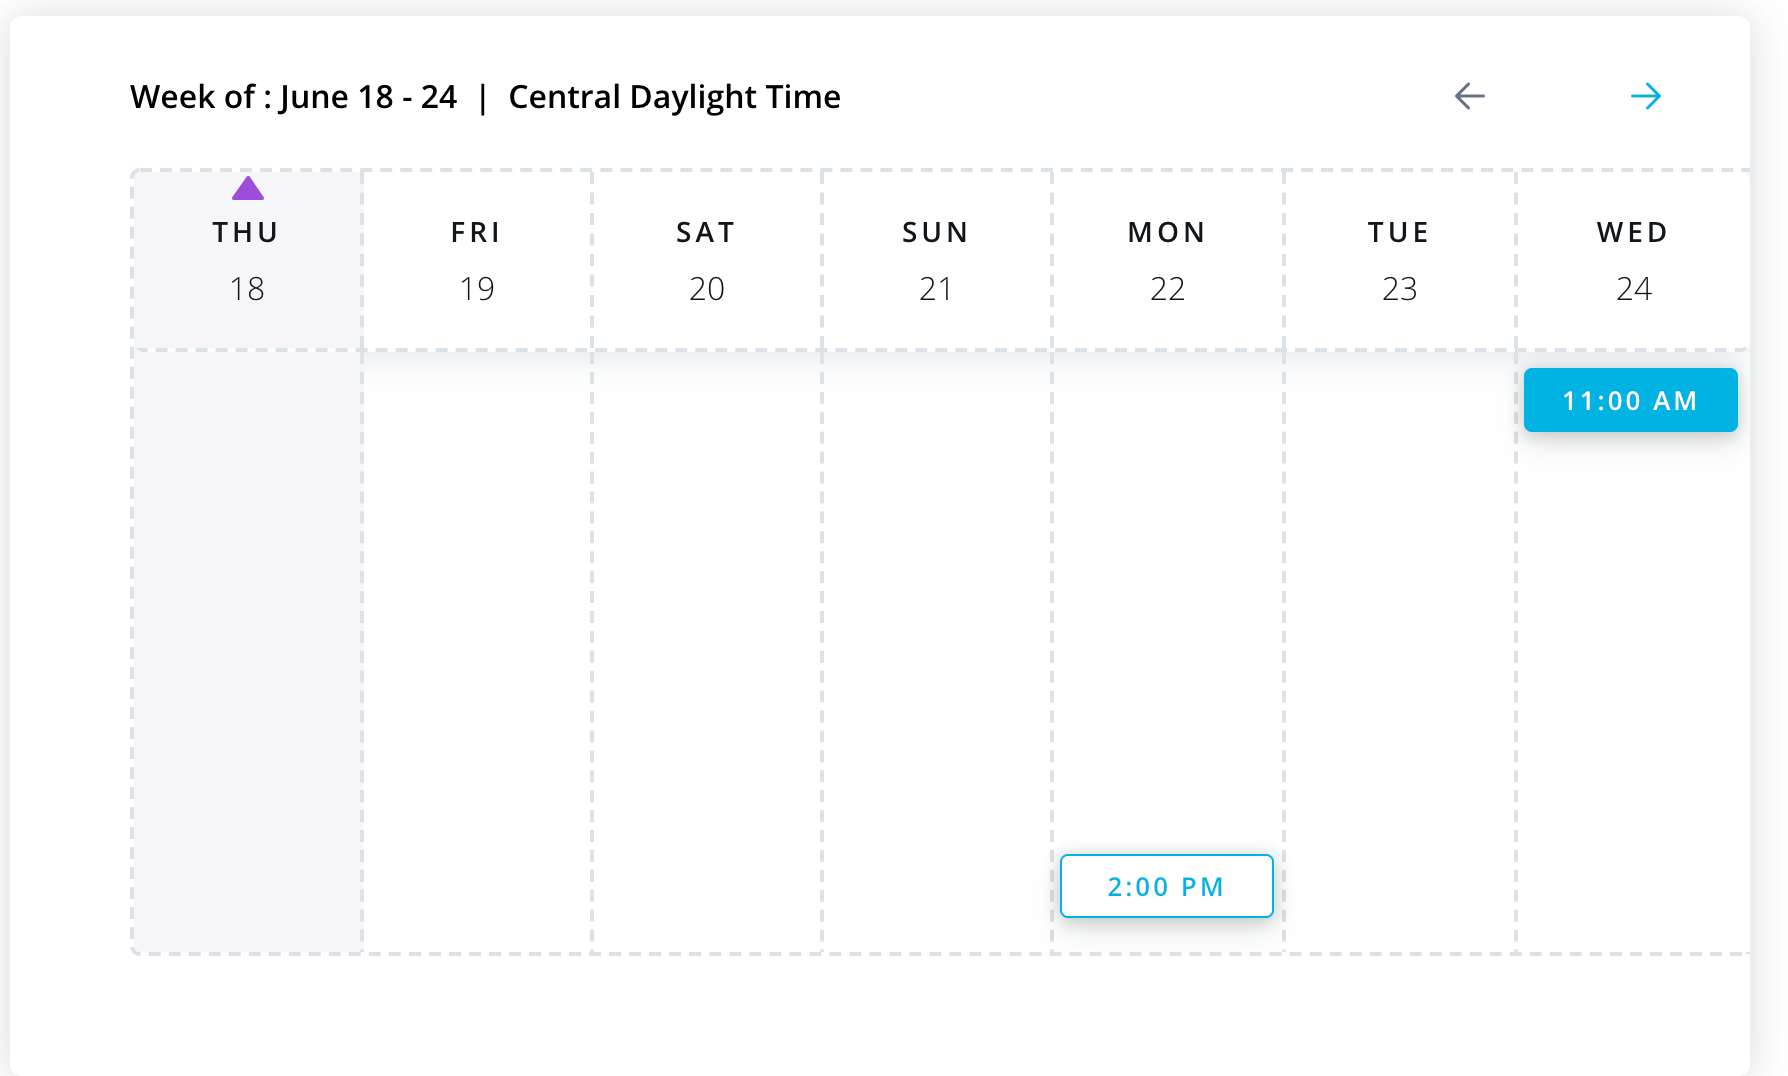 Week of : June 18 - 24 | Central Daylight Time
THU FRI SAT SUN MON TUE WED
18 19 20 21 22 23 24
11:00 AM
2:00 PM